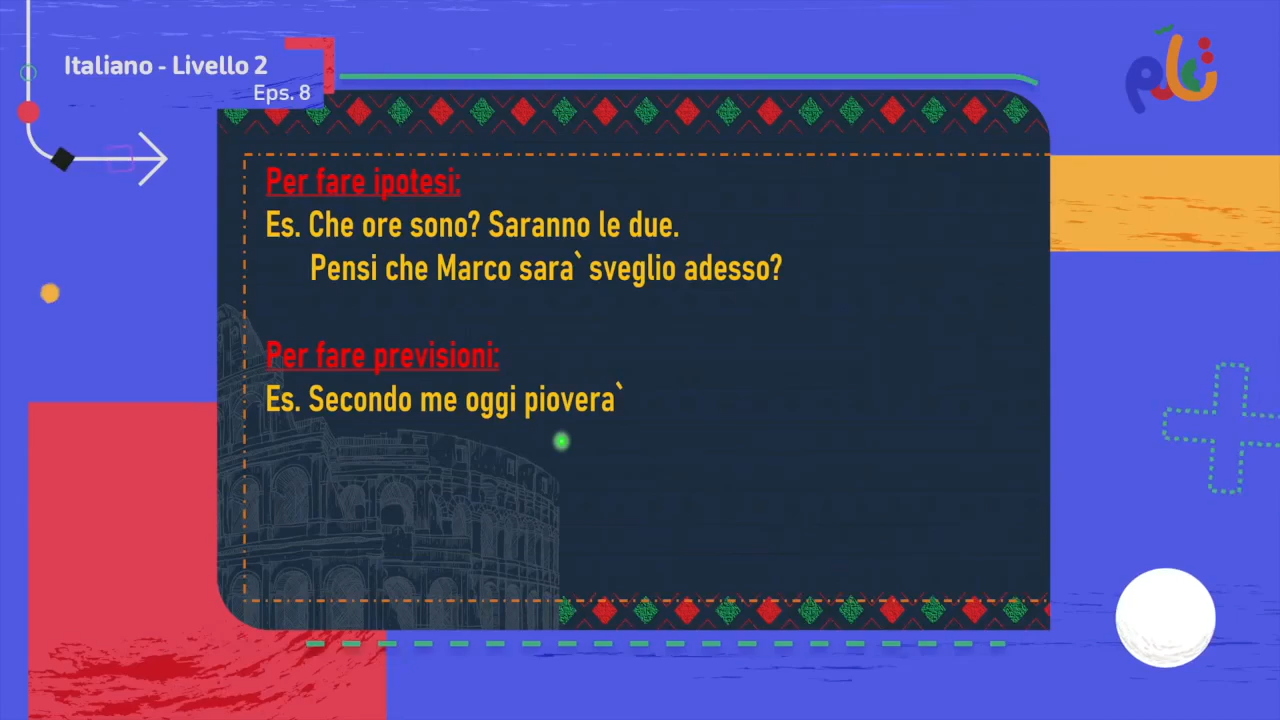 Italiano - Livello 2
Eps. 8
Per fare ipotesi:
Es. Che ore sono? Saranno le due.
Pensi che Marco sara` sveglio adesso?
Per fare previsioni:
Es. Secondo me oggi piovera`